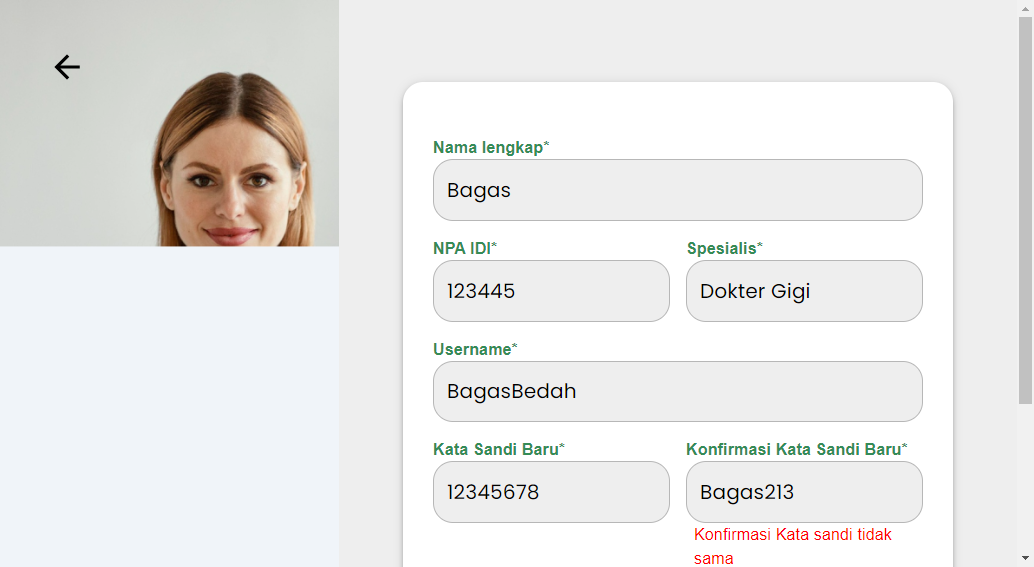 Nama lengkap*
Bagas
NPA IDI* Spesialis*
123445 Dokter Gigi
Username*
BagasBedah
Kata Sandi Baru* Konfirmasi Kata Sandi Baru*
12345678 Bagas213
Konfirmasi Kata sandi tidak
sama